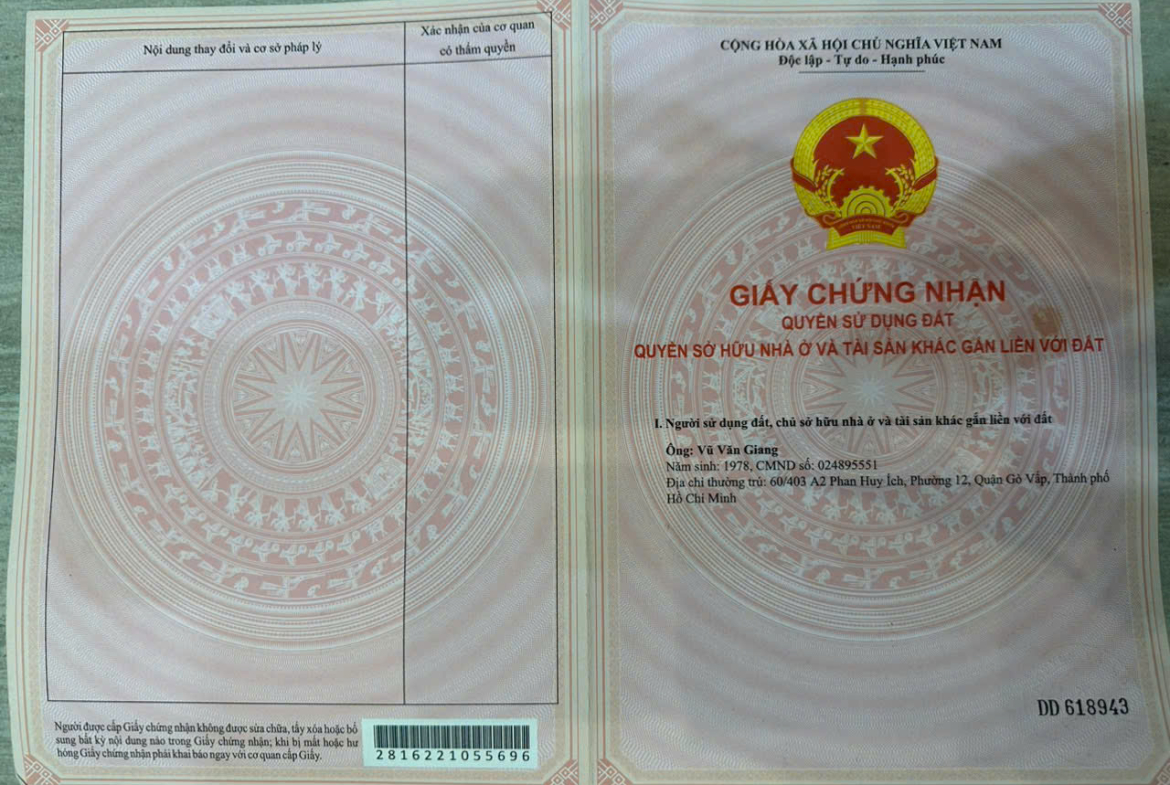 Nội dung thay đổi và cơ sở pháp lý
Xác nhận của cơ quan
có thẩm quyền
Người được cấp Giấy chứng nhận không được sửa chữa, tẩy xóa hoặc bổ
sung bất kỳ nội dung nào trong Giấy chứng nhận; khi bị mất hoặc hư
hỏng Giấy chứng nhận phải khai báo ngay với cơ quan cấp Giấy.
2816221055696
CỘNG HÒA XÃ HỘI CHỦ NGHĨA VIỆT NAM
Độc lập - Tự do - Hạnh phúc
GIẤY CHỨNG NHẬN
QUYỀN SỬ DỤNG ĐẤT
QUYỀN SỞ HỮU NHÀ Ở VÀ TÀI SẢN KHÁC GẮN LIỀN VỚI ĐẤT
I. Người sử dụng đất, chủ sở hữu nhà ở và tài sản khác gắn liền với đất
Ông: Vũ Văn Giang
Năm sinh: 1978, CMND số: 024895551
Địa chỉ thường trú: 60/403 A2 Phan Huy Ích, Phường 12, Quận Gò Vấp, Thành phố
Hồ Chí Minh
DD 618943